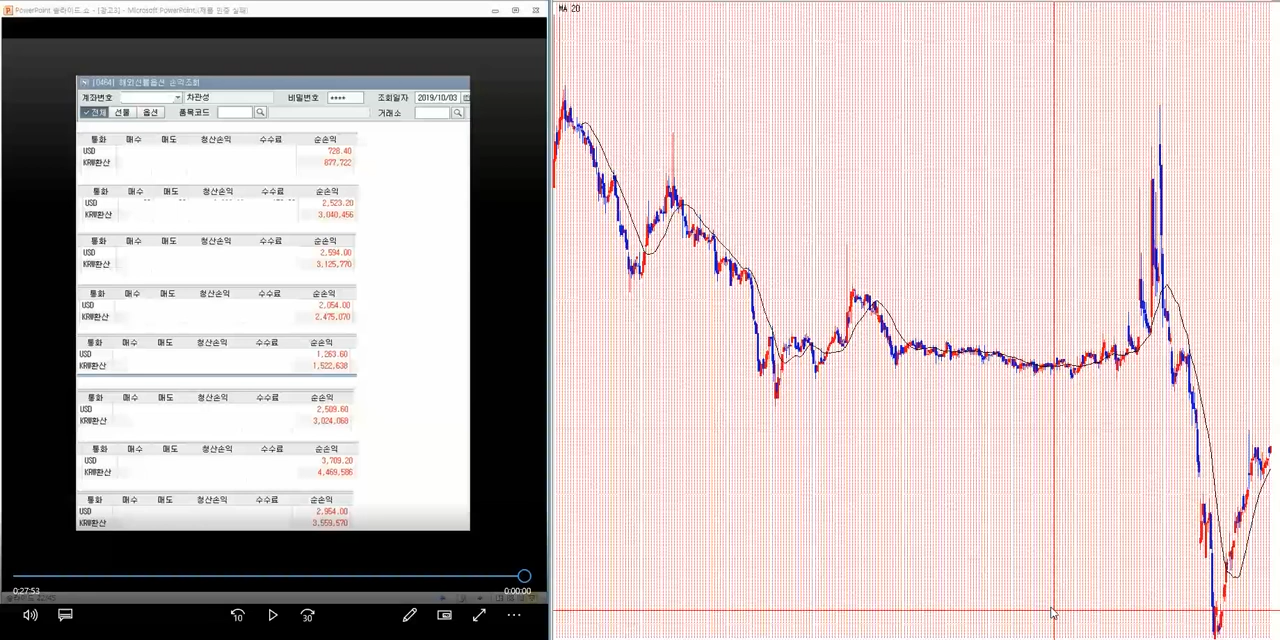 PowerPoint 슬라이드 쇼 - [광고3] - Microsoft PowerPoint(제품 인증 실패)
[0464] 해외선물옵션 손익조회
계좌번호 차관성 비밀번호 **** 조회일자 2019/10/03
전체 선물 옵션 품목코드 거래소
통화 매수 매도 청산손익 수수료 순손익
USD 728.40
KRW환산 877,722
통화 매수 매도 청산손익 수수료 순손익
USD 2,523.20
KRW환산 3,040,456
통화 매수 매도 청산손익 수수료 순손익
USD 2,594.00
KRW환산 3,125,770
통화 매수 매도 청산손익 수수료 순손익
USD 2,054.00
KRW환산 2,475,070
통화 매수 매도 청산손익 수수료 순손익
USD 1,263.60
KRW환산 1,522,638
통화 매수 매도 청산손익 수수료 순손익
USD 2,509.60
KRW환산 3,024,068
통화 매수 매도 청산손익 수수료 순손익
USD 3,709.20
KRW환산 4,469,586
통화 매수 매도 청산손익 수수료 순손익
USD 2,954.00
KRW환산 3,559,570
0:27:53 0:00:00
10 30
MA 20